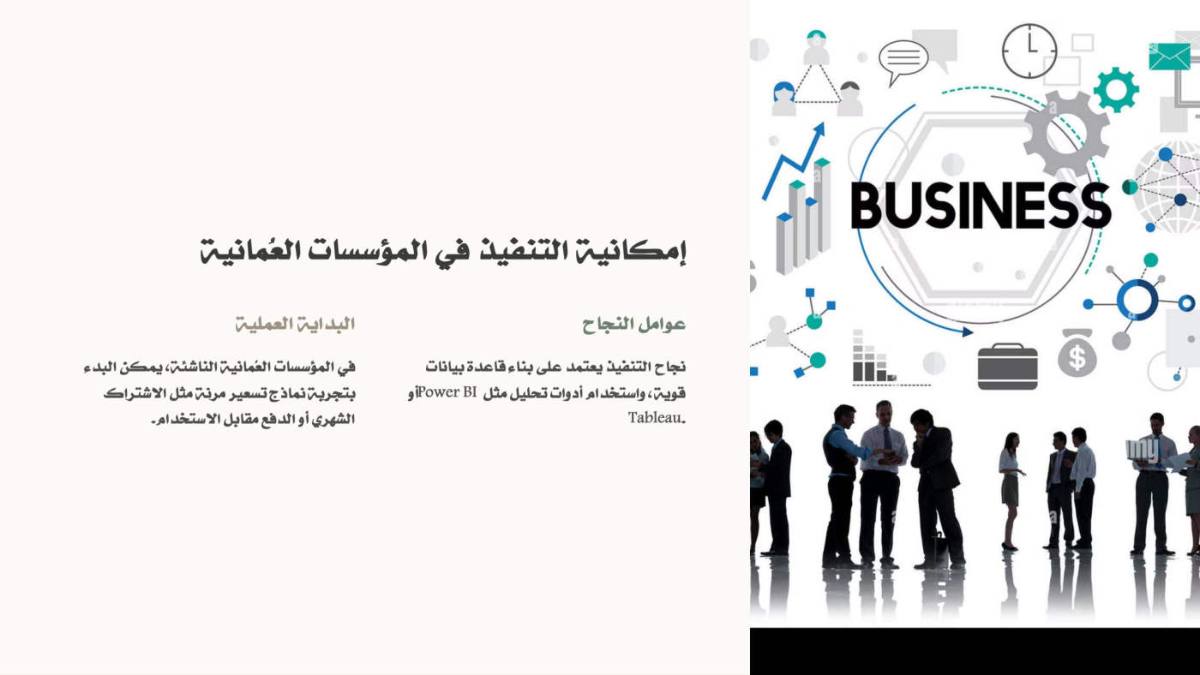 إمكانية التنفيذ في المؤسسات العُمانية
عوامل النجاح
نجاح التنفيذ يعتمد على بناء قاعدة بيانات
قوية، واستخدام أدوات تحليل مثل Power BI أو
Tableau.
البداية العملية
في المؤسسات العُمانية الناشئة، يمكن البدء
بتجربة نماذج تسعير مرنة مثل الاشتراك
الشهري أو الدفع مقابل الاستخدام.
BUSINESS